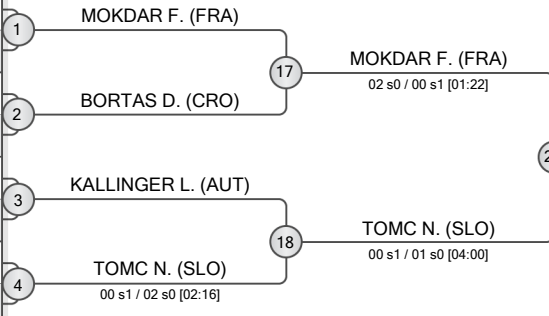 1
MOKDAR F. (FRA)
17
MOKDAR F. (FRA)
02 s0 / 00 s1 [01:22]
2
BORTAS D. (CRO)
2
3
KALLINGER L. (AUT)
18
TOMC N. (SLO)
00 s1 / 01 s0 [04:00]
4
TOMC N. (SLO)
00 s1 / 02 s0 [02:16]